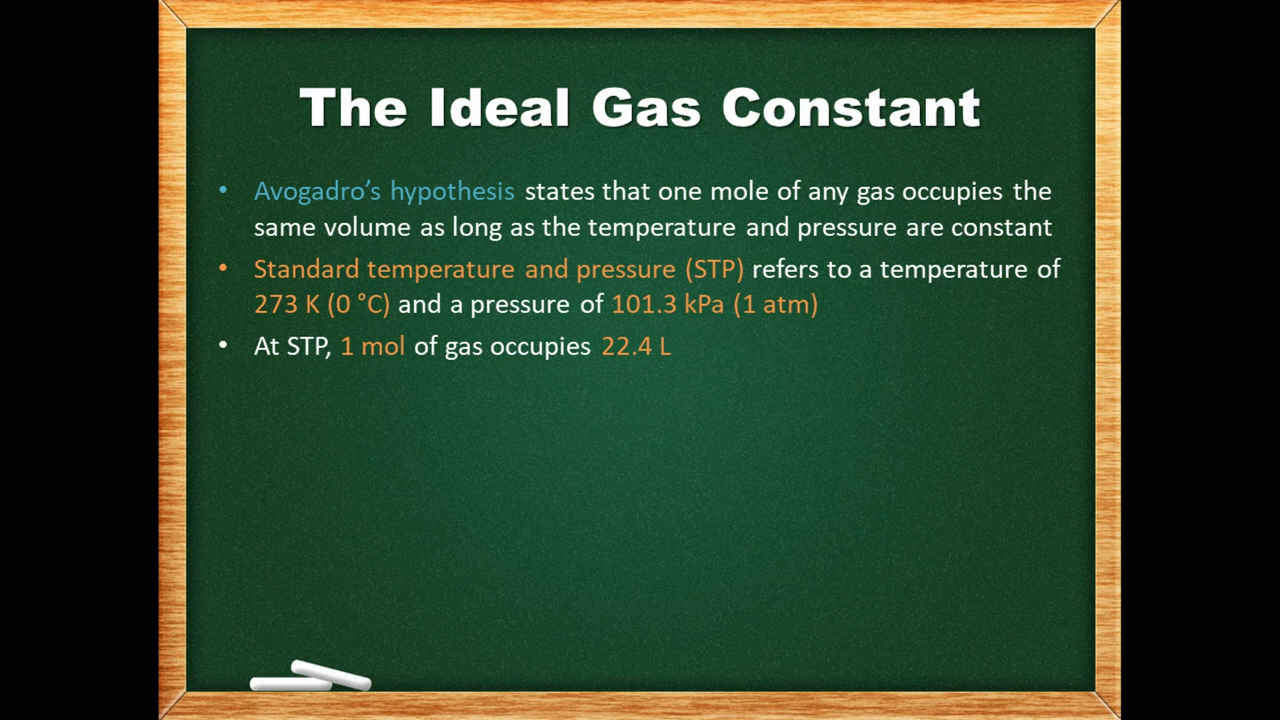 The Ideal Gas Constant
• Avogadro’s hypothesis states that one mole of any gas occupies the
same volume as long as the temperature and pressure are constant
• Standard temperature and pressure (STP) refers to a temperature of
273 K (0 °C) and a pressure of 101.3 kPa (1 atm)
• At STP, 1 mol of gas occupies 22.4 L